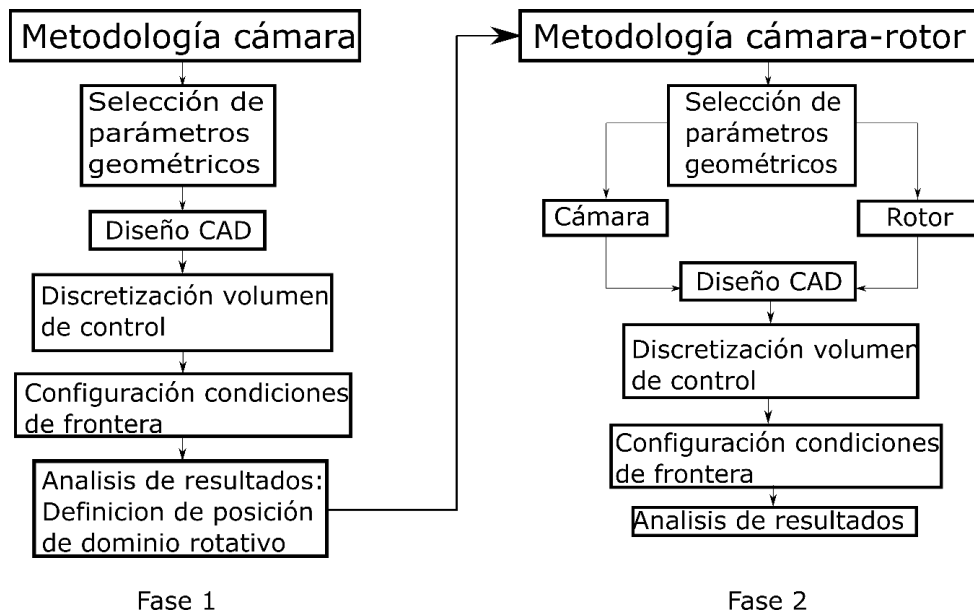 Metodología cámara
Selección de
parámetros
geométricos
Diseño CAD
Discretización volumen
de control
Configuración condiciones
de frontera
Analisis de resultados:
Definicion de posición
de dominio rotativo
Fase 1
Metodología cámara-rotor
Selección de
parámetros
geométricos
Cámara
Rotor
Diseño CAD
Discretización volumen
de control
Configuración condiciones
de frontera
Analisis de resultados
Fase 2